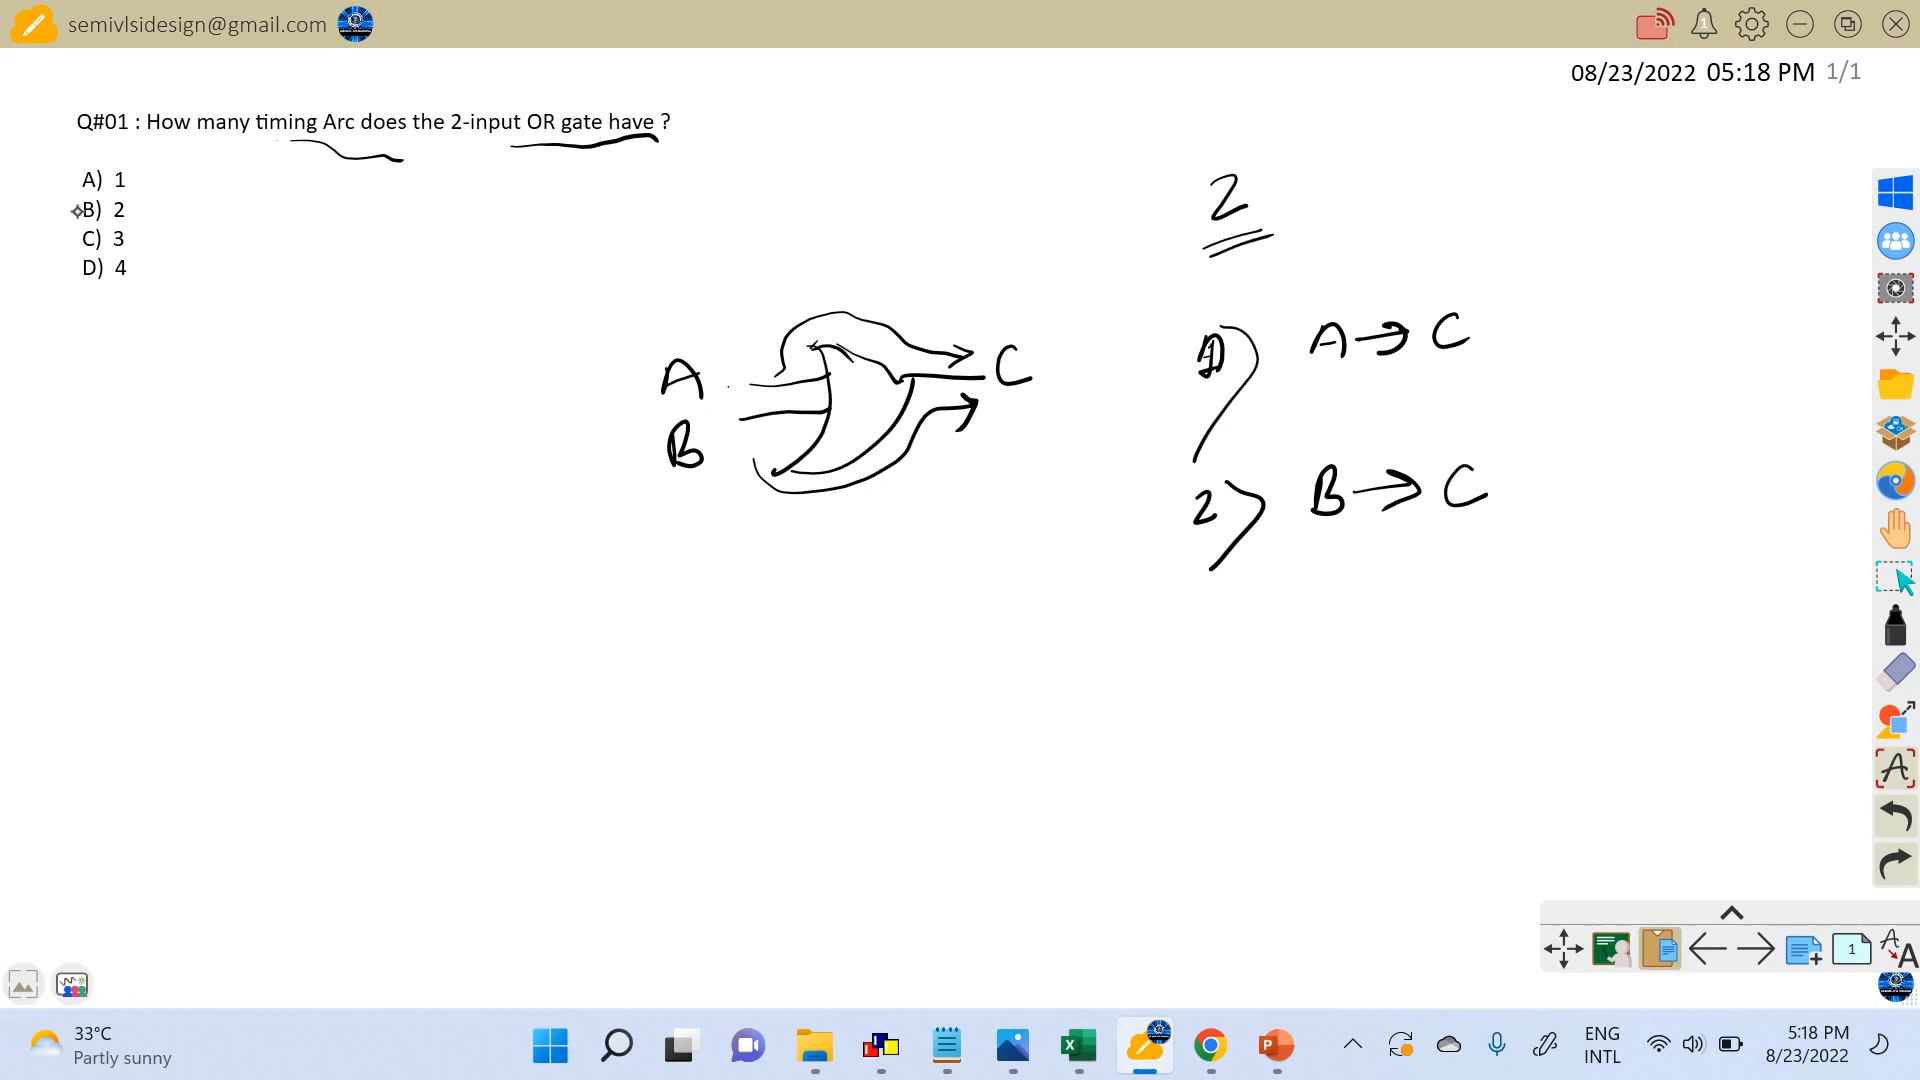 semivlsidesign@gmail.com
1
08/23/2022 05:18 PM 1/1
Q#01 : How many timing Arc does the 2-input OR gate have ?
A) 1
B) 2
C) 3
D) 4
2
A
B
C
1) A → C
2) B → C
1
33°C
Partly sunny
ENG
INTL
5:18 PM
8/23/2022